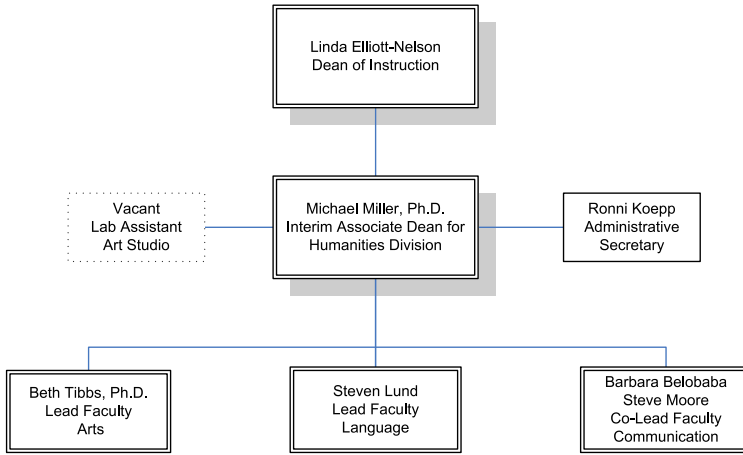 Linda Elliott-Nelson
Dean of Instruction
Vacant
Lab Assistant
Art Studio
Michael Miller, Ph.D.
Interim Associate Dean for
Humanities Division
Ronni Koepp
Administrative
Secretary
Beth Tibbs, Ph.D.
Lead Faculty
Arts
Steven Lund
Lead Faculty
Language
Barbara Belobaba
Steve Moore
Co-Lead Faculty
Communication